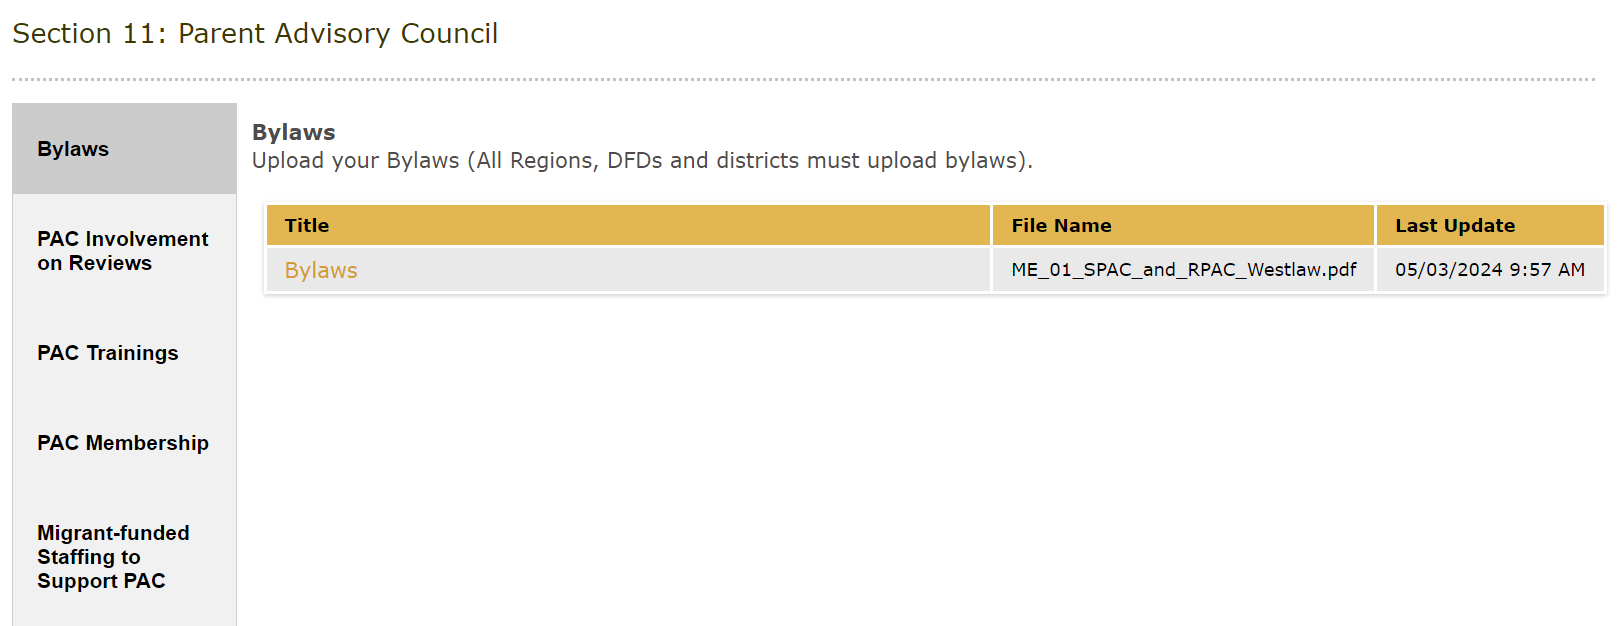 Section 11: Parent Advisory Council
Bylaws
PAC Involvement
on Reviews
PAC Trainings
PAC Membership
Migrant-funded
Staffing to
Support PAC
Bylaws
Upload your Bylaws (All Regions, DFDs and districts must upload bylaws).
Title File Name Last Update
Bylaws ME_01_SPAC_and_RPAC_Westlaw.pdf 05/03/2024 9:57 AM